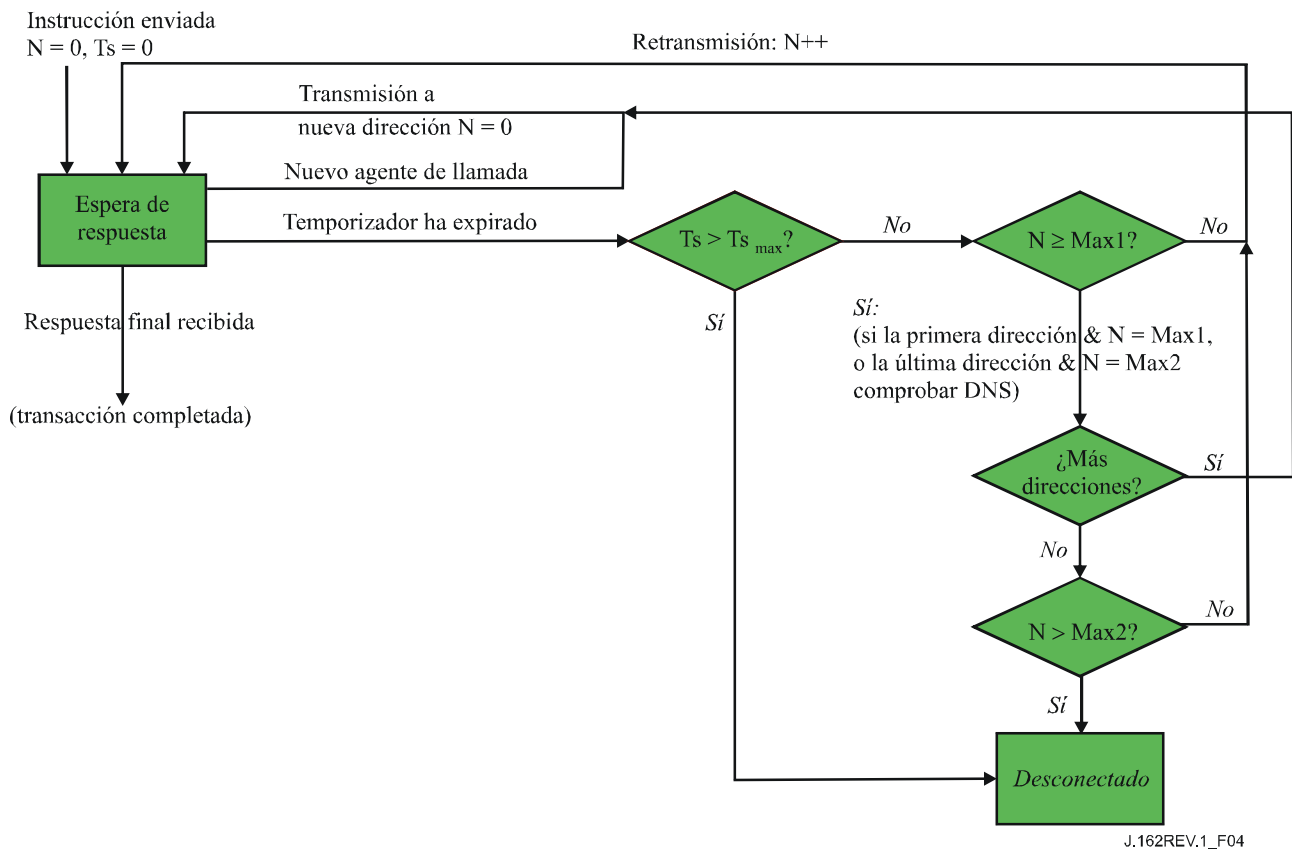 Instrucción enviada
N = 0, Ts = 0
Retransmisión: N++
Transmisión a
nueva dirección N = 0
Nuevo agente de llamada
Espera de
respuesta
Temporizador ha expirado
Ts > Ts max?
No
N ≥ Max1?
No
Respuesta final recibida
Sí
Sí:
(si la primera dirección & N = Max1,
o la última dirección & N = Max2
comprobar DNS)
(transacción completada)
¿Más
direcciones?
Sí
No
N > Max2?
No
Sí
Desconectado
J.162REV.1_F04